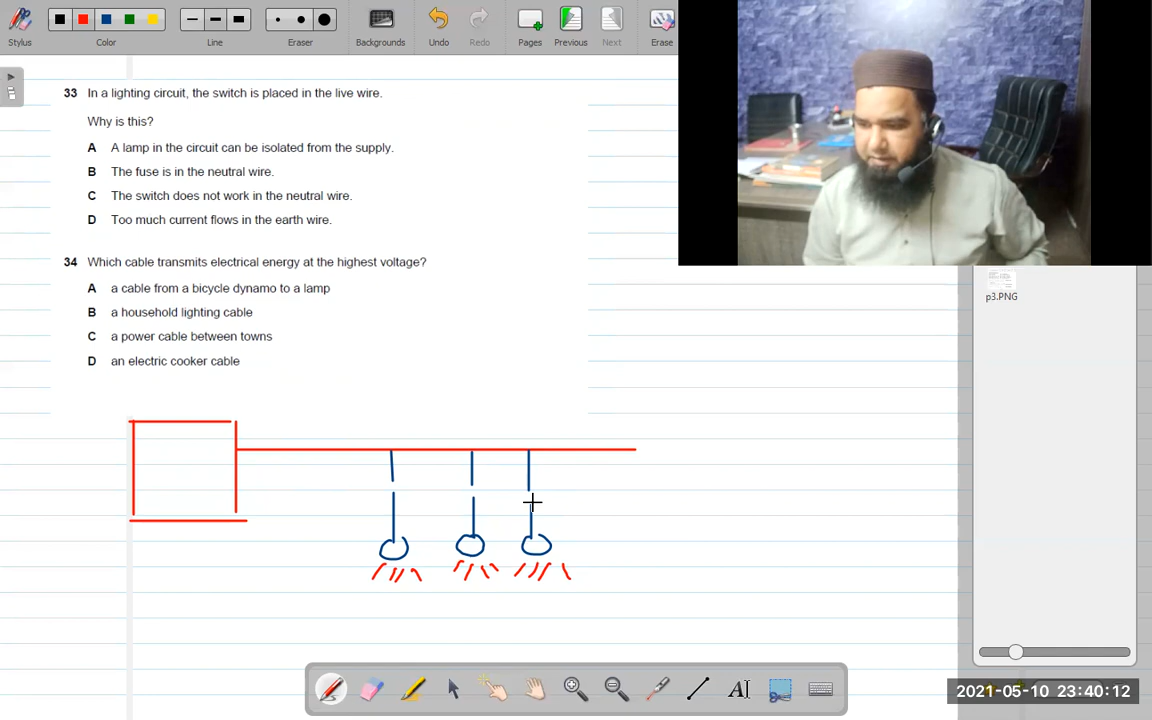 Stylus
Color
Line
Eraser
Backgrounds
Undo
Redo
Pages
Previous
Next
Erase
33 In a lighting circuit, the switch is placed in the live wire.
Why is this?
A A lamp in the circuit can be isolated from the supply.
B The fuse is in the neutral wire.
C The switch does not work in the neutral wire.
D Too much current flows in the earth wire.
34 Which cable transmits electrical energy at the highest voltage?
A a cable from a bicycle dynamo to a lamp
B a household lighting cable
C a power cable between towns
D an electric cooker cable
p3.PNG
2021-05-10 23:40:12